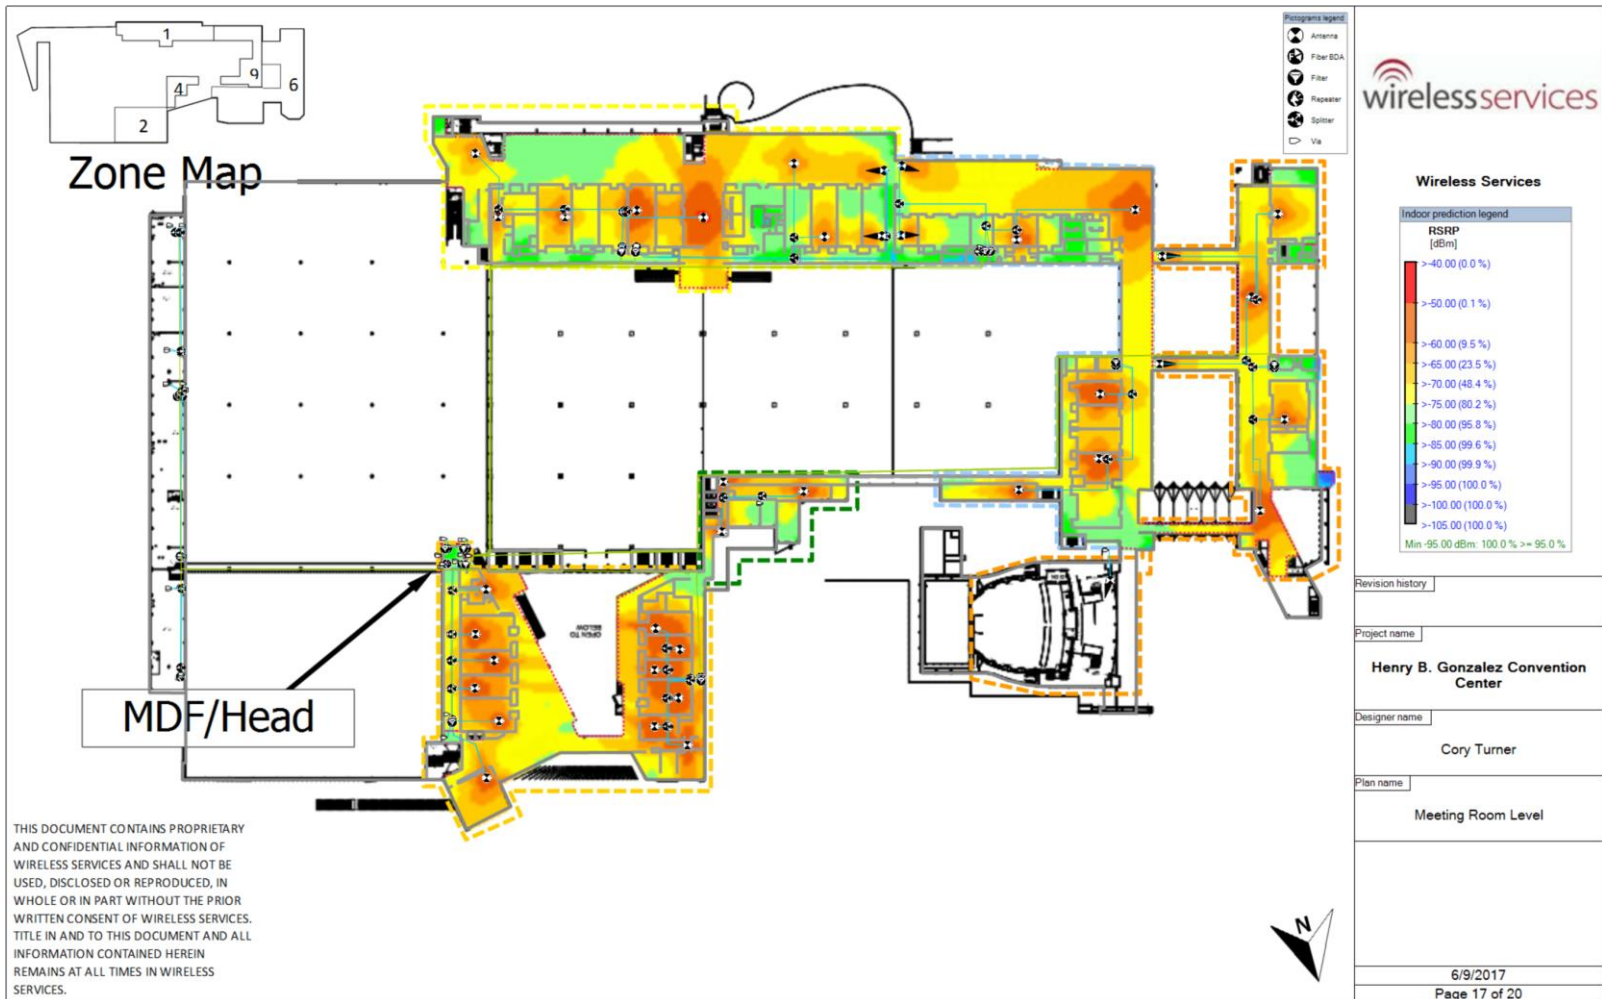 1
9
6
4
2
Zone Map
Pictograms legend
Antenna
Fiber BDA
Filter
Repeater
Splitter
Via
wirelessservices
Wireless Services
Indoor prediction legend
RSRP
[dBm]
>-40.00 (0.0 %)
>-50.00 (0.1 %)
>-60.00 (9.5 %)
>-65.00 (23.5 %)
>-70.00 (48.4 %)
>-75.00 (80.2 %)
>-80.00 (95.8 %)
>-85.00 (99.6 %)
>-90.00 (99.9 %)
>-95.00 (100.0 %)
>-100.00 (100.0 %)
>-105.00 (100.0 %)
Min -95.00 dBm: 100.0 % >= 95.0 %
Revision history
Project name
Henry B. Gonzalez Convention
Center
Designer name
Cory Turner
Plan name
Meeting Room Level
6/9/2017
Page 17 of 20
OPEN TO
BELOW
MDF/Head
N
THIS DOCUMENT CONTAINS PROPRIETARY
AND CONFIDENTIAL INFORMATION OF
WIRELESS SERVICES AND SHALL NOT BE
USED, DISCLOSED OR REPRODUCED, IN
WHOLE OR IN PART WITHOUT THE PRIOR
WRITTEN CONSENT OF WIRELESS SERVICES.
TITLE IN AND TO THIS DOCUMENT AND ALL
INFORMATION CONTAINED HEREIN
REMAINS AT ALL TIMES IN WIRELESS
SERVICES.